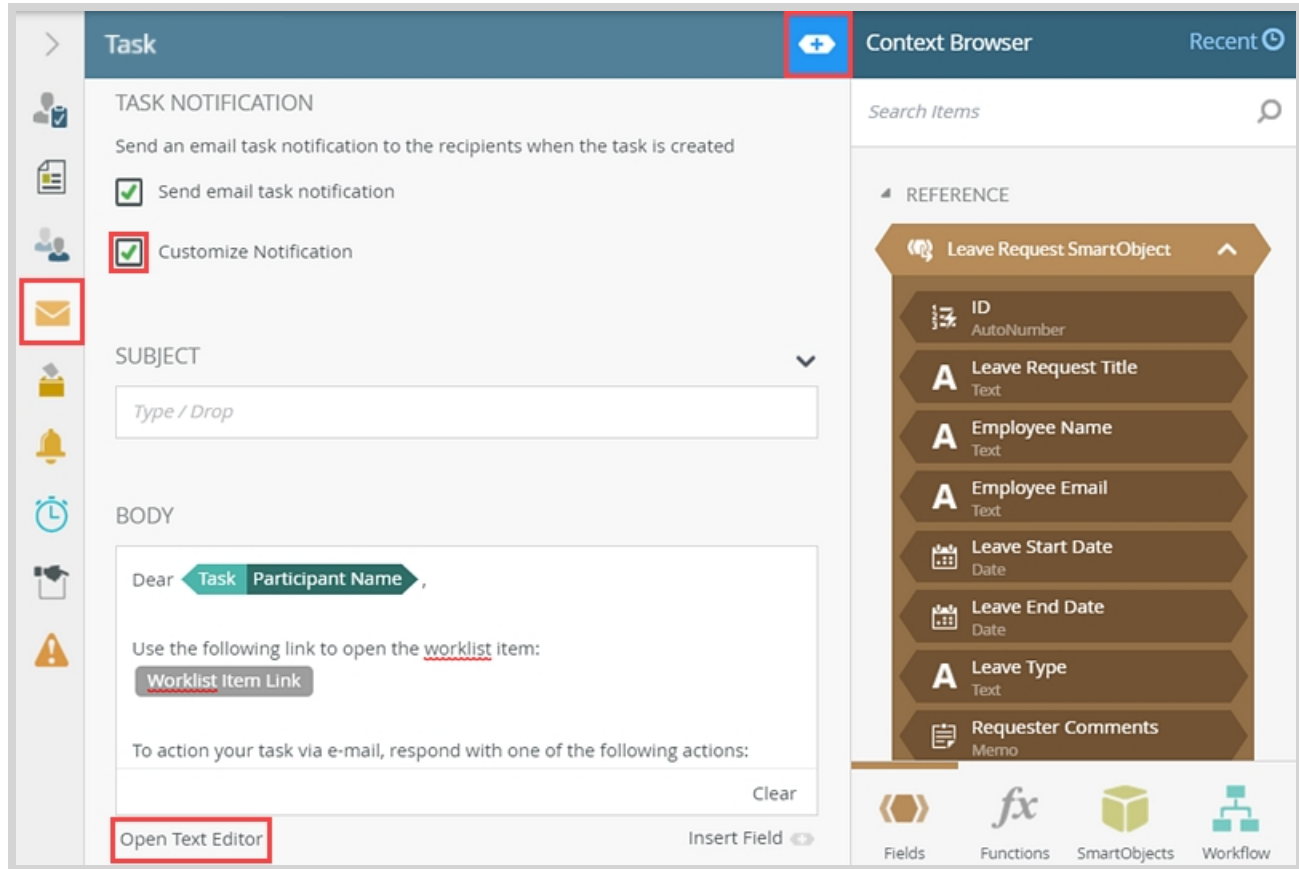 Task
TASK NOTIFICATION
Send an email task notification to the recipients when the task is created
Send email task notification
Customize Notification
SUBJECT
Type / Drop
BODY
Dear Task Participant Name ,
Use the following link to open the worklist item:
Worklist Item Link
To action your task via e-mail, respond with one of the following actions:
Clear
Open Text Editor
Insert Field
Context Browser
Recent
Search Items
REFERENCE
Leave Request SmartObject
ID
AutoNumber
Leave Request Title
Text
Employee Name
Text
Employee Email
Text
Leave Start Date
Date
Leave End Date
Date
Leave Type
Text
Requester Comments
Memo
fx
Fields
Functions
SmartObjects
Workflow